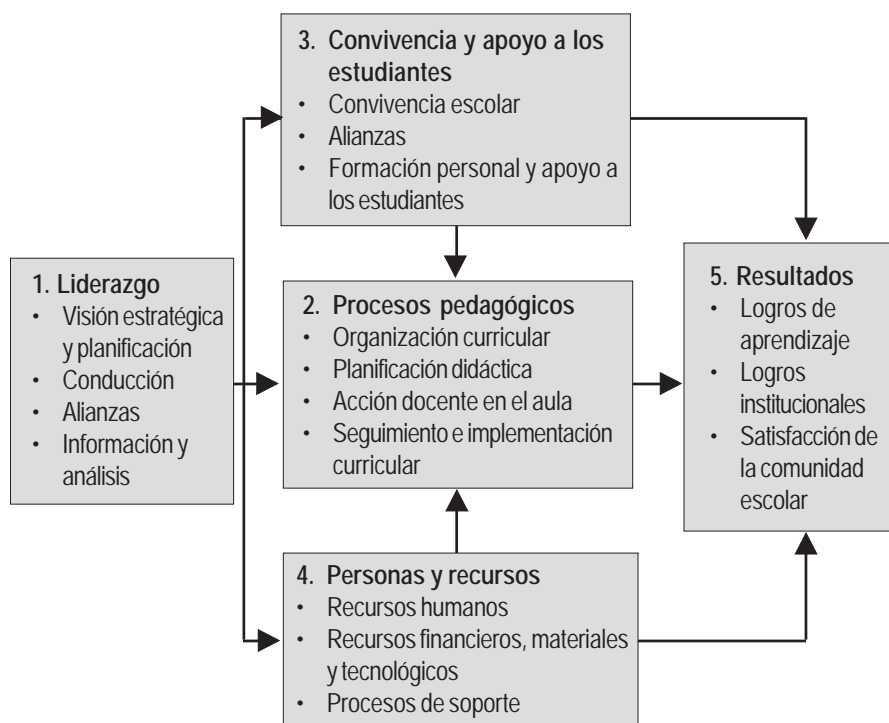 3. Convivencia y apoyo a los
estudiantes
• Convivencia escolar
• Alianzas
• Formación personal y apoyo a
los estudiantes
1. Liderazgo
• Visión estratégica
y planificación
• Conducción
• Alianzas
• Información y
análisis
2. Procesos pedagógicos
• Organización curricular
• Planificación didáctica
• Acción docente en el aula
• Seguimiento e implementación
curricular
5. Resultados
• Logros de
aprendizaje
• Logros
institucionales
• Satisfacción de
la comunidad
escolar
4. Personas y recursos
• Recursos humanos
• Recursos financieros, materiales
y tecnológicos
• Procesos de soporte